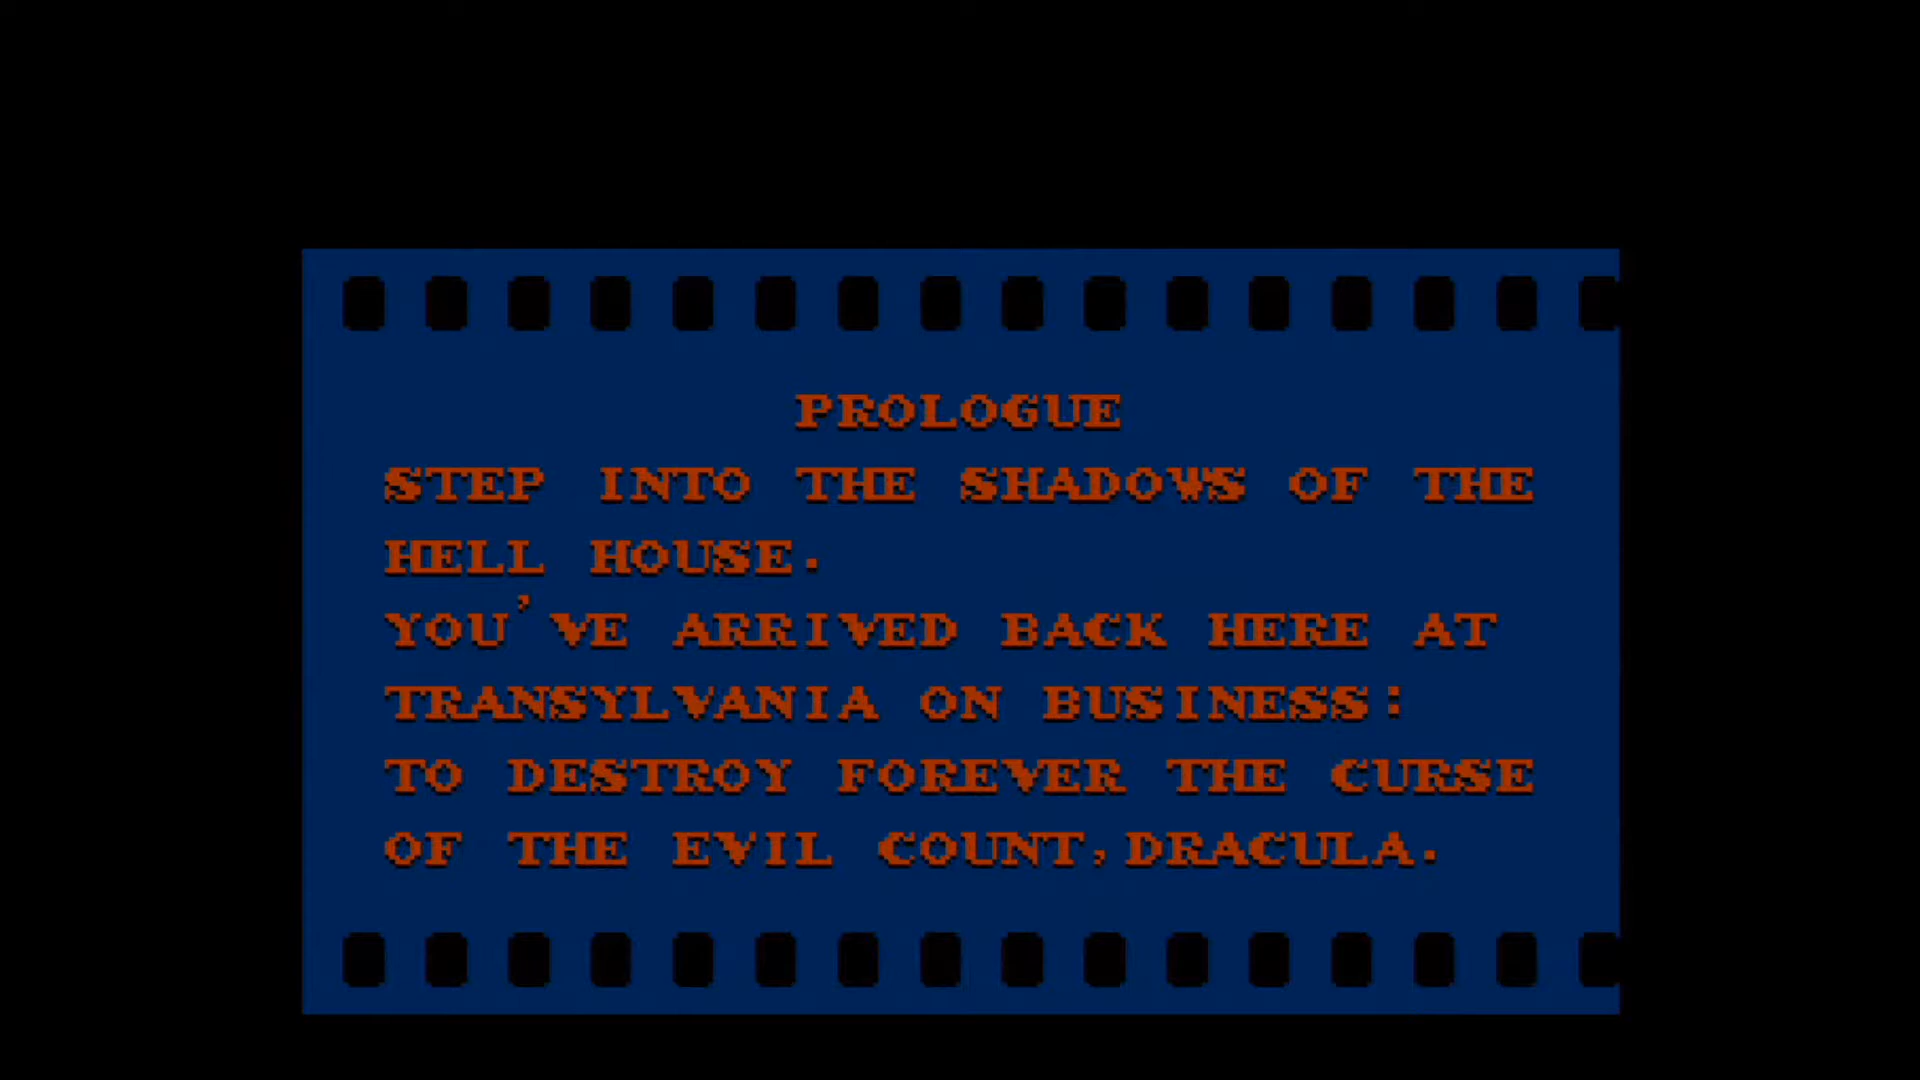 PROLOGUE
STEP INTO THE SHADOWS OF THE
HELL HOUSE.
YOU'VE ARRIVED BACK HERE AT
TRANSYLVANIA ON BUSINESS:
TO DESTROY FOREVER THE CURSE
OF THE EVIL COUNT,DRACULA.